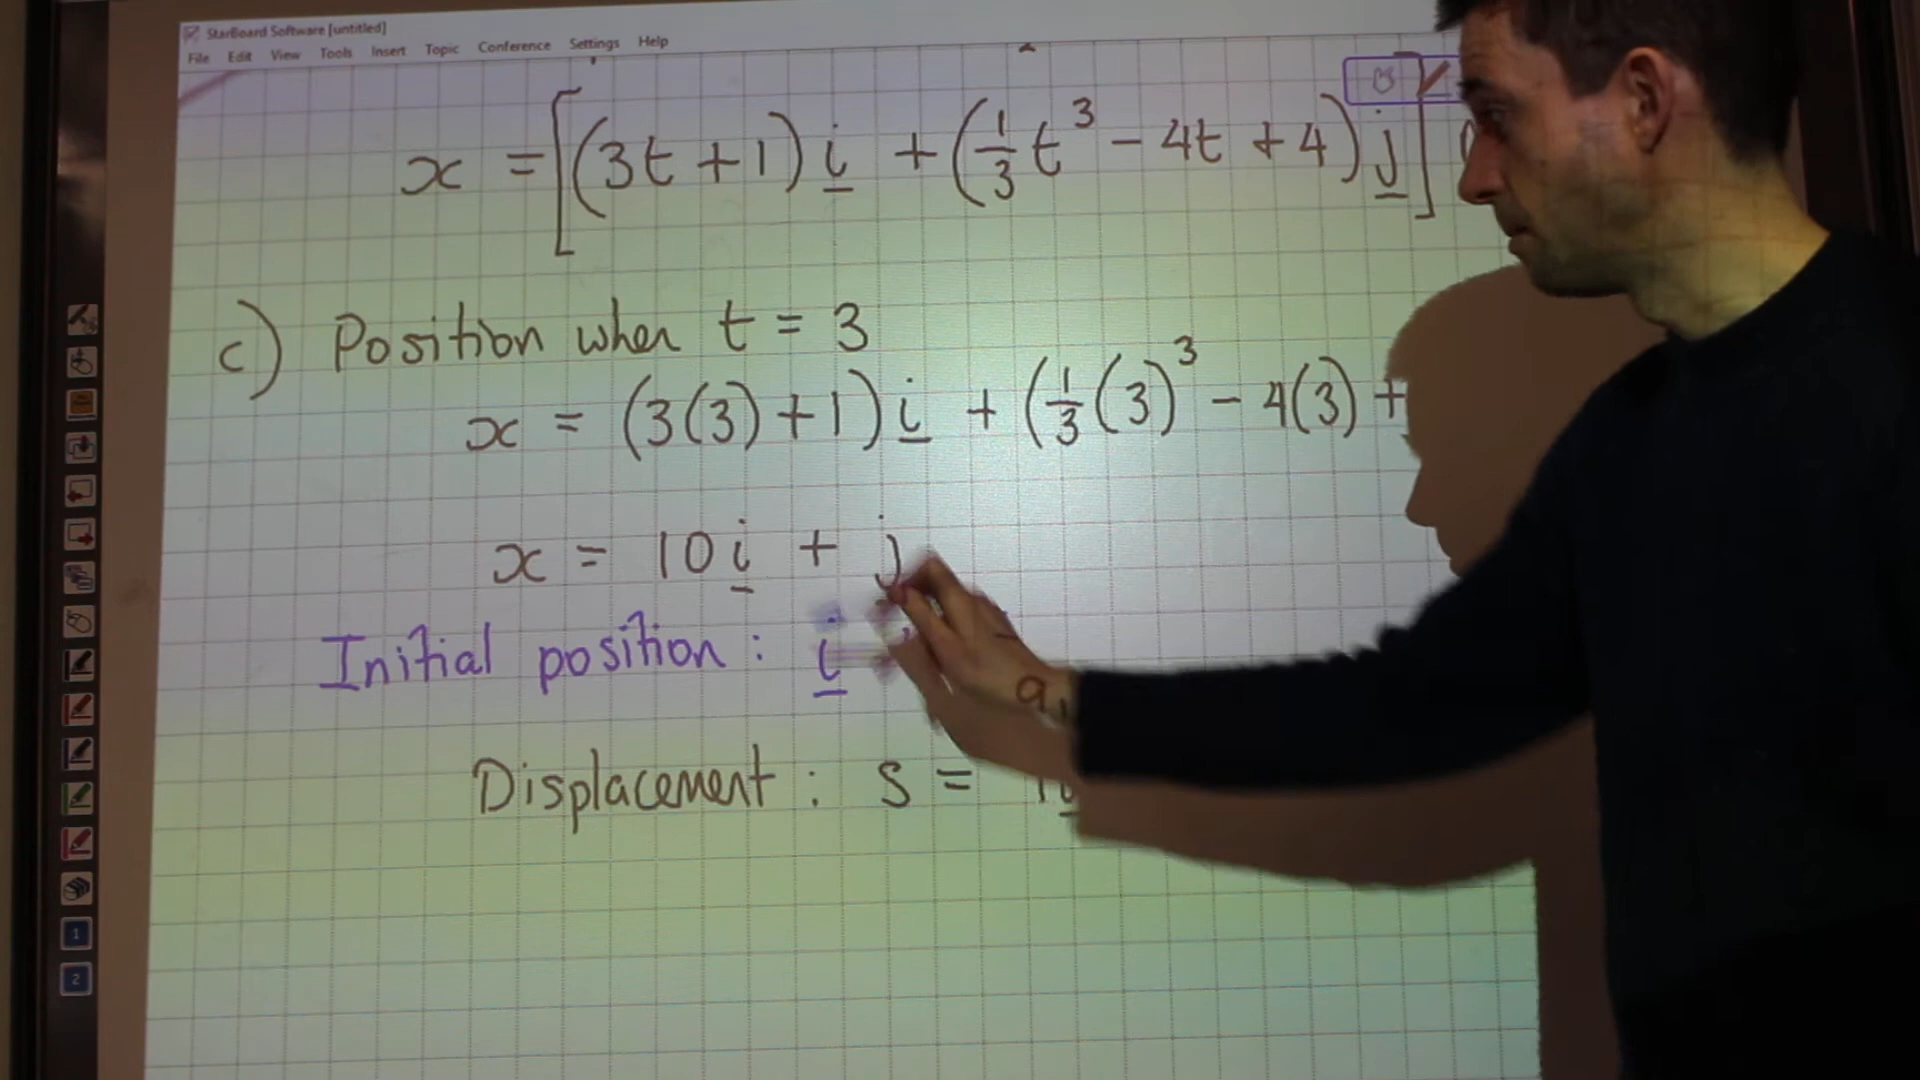 StarBoard Software [untitled]
File Edit View Tools Insert Topic Conference Settings Help
x = [(3t + 1) i + (1/3 t³ - 4t + 4) j]
c) Position when t = 3
x = (3(3) + 1) i + (1/3 (3)³ - 4(3) +
x = 10 i + j
Initial position : i
Displacement : s =
1
2